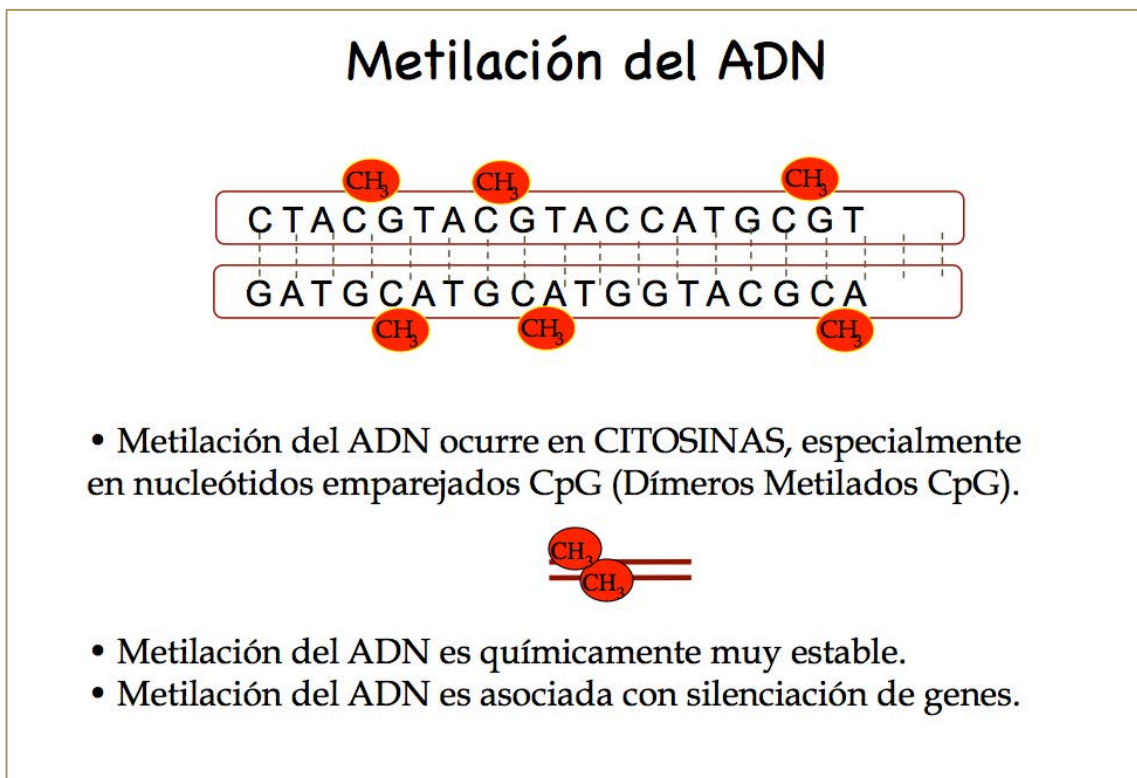 Metilación del ADN
CH3 CH3 CH3
CTACGTACGTACCATGCGT
GATGCATGCATGGTACGCA
CH3 CH3 CH3
• Metilación del ADN ocurre en CITOSINAS, especialmente
en nucleótidos emparejados CpG (Dímeros Metilados CpG).
CH3
CH3
• Metilación del ADN es químicamente muy estable.
• Metilación del ADN es asociada con silenciación de genes.